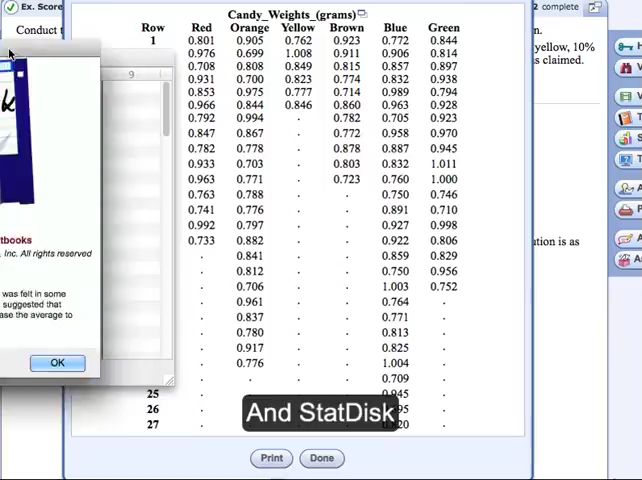 Ex. Score
2 complete
Conduct t
n.
yellow, 10%
s claimed.
Candy_Weights_(grams)
Row Red Orange Yellow Brown Blue Green
1 0.801 0.905 0.762 0.923 0.772 0.844
0.976 0.699 1.008 0.911 0.906 0.814
0.708 0.808 0.849 0.815 0.857 0.897
0.931 0.700 0.823 0.774 0.832 0.938
0.853 0.975 0.777 0.714 0.989 0.794
0.966 0.844 0.846 0.860 0.963 0.928
0.792 0.994 . 0.782 0.705 0.923
0.847 0.867 . 0.772 0.958 0.970
0.782 0.778 . 0.878 0.887 0.945
0.933 0.703 . 0.803 0.832 1.011
0.963 0.771 . 0.723 0.760 1.000
0.763 0.788 . . 0.750 0.746
0.741 0.776 . . 0.891 0.710
0.992 0.797 . . 0.927 0.998
0.733 0.882 . . 0.922 0.806
. 0.841 . . 0.859 0.829
. 0.812 . . 0.750 0.956
. 0.706 . . 1.003 0.752
. 0.961 . . 0.764 .
. 0.837 . . 0.771 .
. 0.780 . . 0.813 .
. 0.917 . . 0.825 .
. 0.776 . . 1.004 .
. . . . 0.709 .
25 . . . . 0.945 .
26 .
27 .
9
k
tbooks
Inc. All rights reserved
was felt in some
suggested that
ase the average to
OK
ution is as
And StatDisk
Print Done